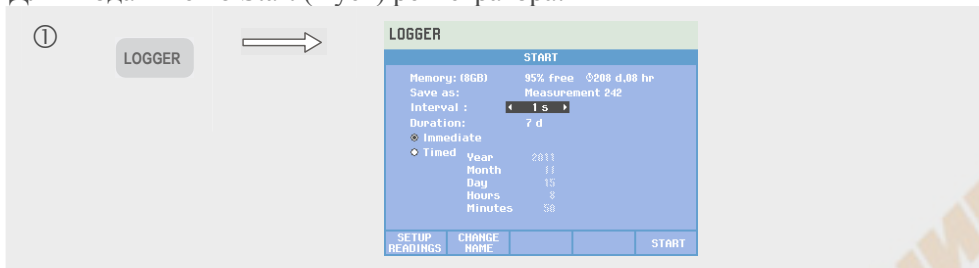 ①
LOGGER
LOGGER
START
Memory: (8GB) 95% free 208 d,08 hr
Save as: Measurement 242
Interval : 1 s
Duration: 7 d
Immediate
Timed
Year 2011
Month 11
Day 15
Hours 8
Minutes 50
SETUP READINGS CHANGE NAME START